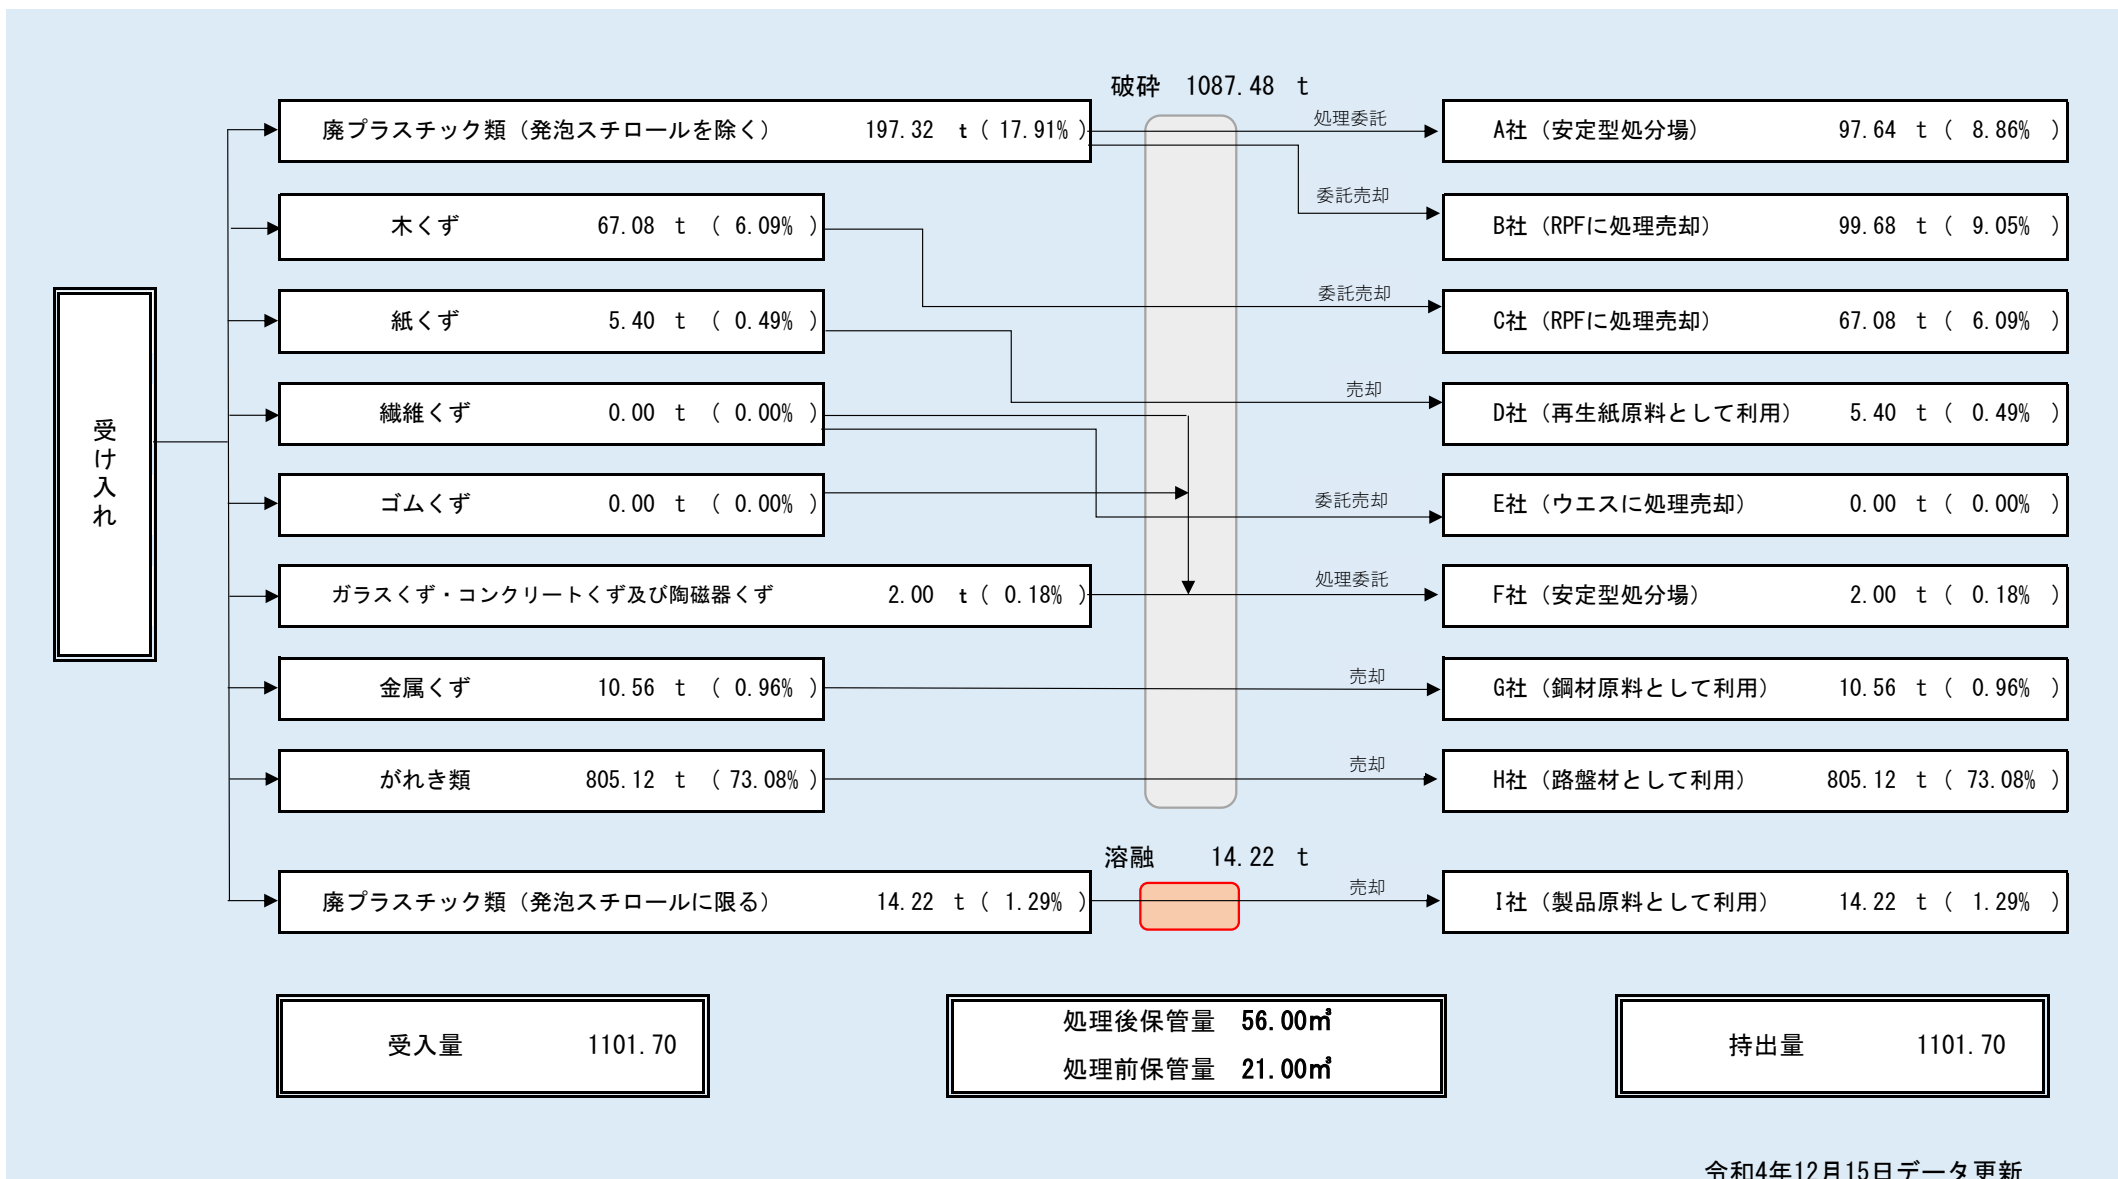 破砕 1087.48 t
廃プラスチック類（発泡スチロールを除く） 197.32 t ( 17.91% )
処理委託
A社（安定型処分場） 97.64 t ( 8.86% )
木くず 67.08 t ( 6.09% )
委託売却
B社（RPFに処理売却） 99.68 t ( 9.05% )
紙くず 5.40 t ( 0.49% )
委託売却
C社（RPFに処理売却） 67.08 t ( 6.09% )
繊維くず 0.00 t ( 0.00% )
売却
D社（再生紙原料として利用） 5.40 t ( 0.49% )
受け入れ
ゴムくず 0.00 t ( 0.00% )
委託売却
E社（ウエスに処理売却） 0.00 t ( 0.00% )
ガラスくず・コンクリートくず及び陶磁器くず 2.00 t ( 0.18% )
処理委託
F社（安定型処分場） 2.00 t ( 0.18% )
金属くず 10.56 t ( 0.96% )
売却
G社（鋼材原料として利用） 10.56 t ( 0.96% )
がれき類 805.12 t ( 73.08% )
売却
H社（路盤材として利用） 805.12 t ( 73.08% )
溶融 14.22 t
廃プラスチック類（発泡スチロールに限る） 14.22 t ( 1.29% )
売却
I社（製品原料として利用） 14.22 t ( 1.29% )
受入量 1101.70
処理後保管量 56.00㎥
処理前保管量 21.00㎥
持出量 1101.70
令和4年12月15日データ更新